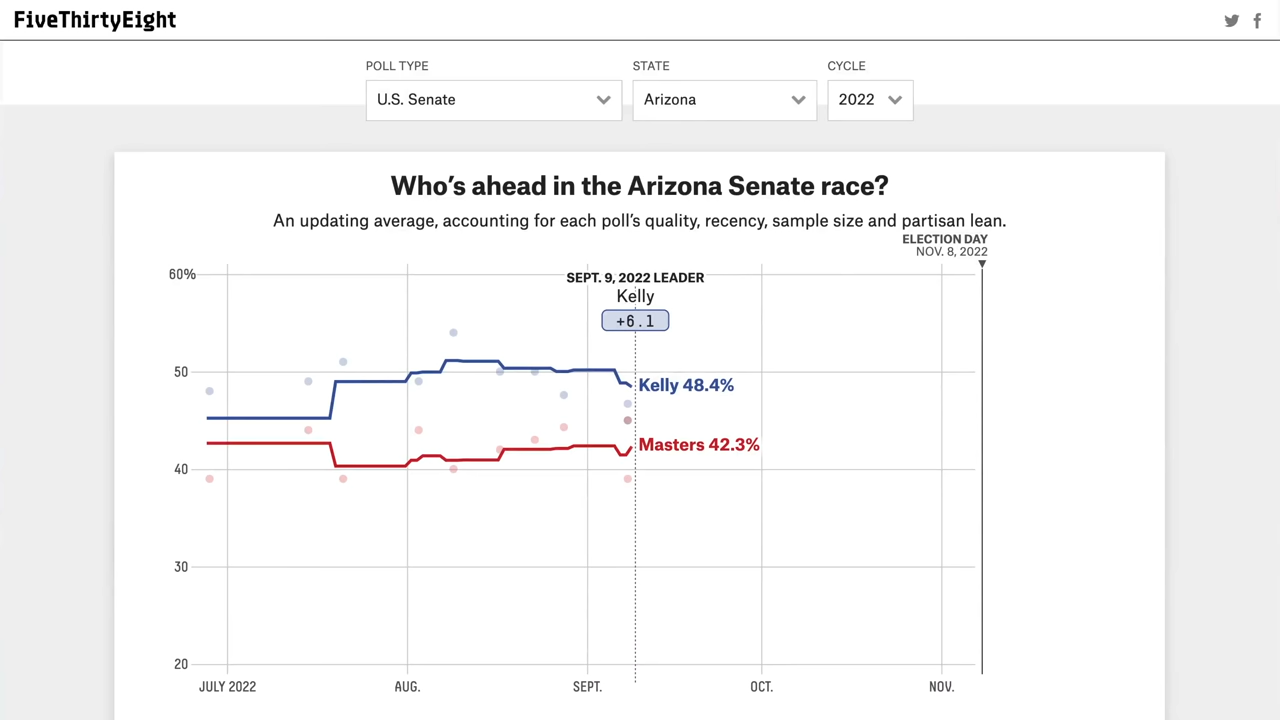 FiveThirtyEight
POLL TYPE
STATE
CYCLE
U.S. Senate
Arizona
2022
Who's ahead in the Arizona Senate race?
An updating average, accounting for each poll's quality, recency, sample size and partisan lean.
ELECTION DAY
NOV. 8, 2022
60%
SEPT. 9, 2022 LEADER
Kelly
+6.1
50
Kelly 48.4%
Masters 42.3%
40
30
20
JULY 2022
AUG.
SEPT.
OCT.
NOV.